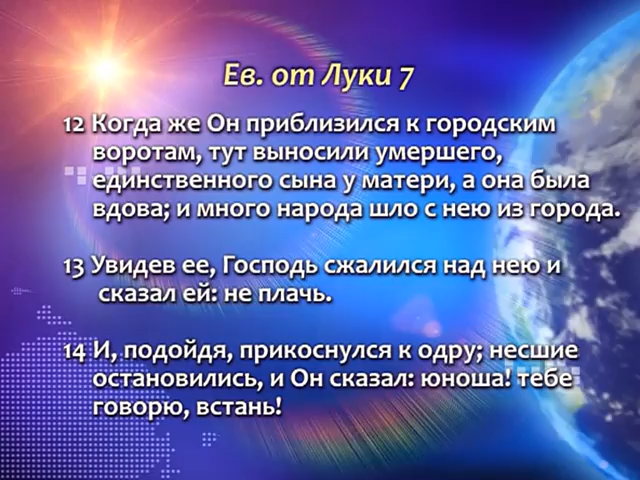 Ев. от Луки 7
12 Когда же Он приблизился к городским
воротам, тут выносили умершего,
единственного сына у матери, а она была
вдова; и много народа шло с нею из города.
13 Увидев ее, Господь сжалился над нею и
сказал ей: не плачь.
14 И, подойдя, прикоснулся к одру; несшие
остановились, и Он сказал: юноша! тебе
говорю, встань!